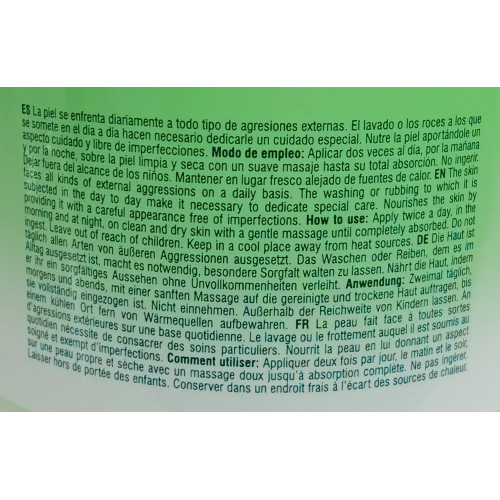 ES La piel se enfrenta diariamente a todo tipo de agresiones externas. El lavado o los roces a los que
se somete en el día a día hacen necesario dedicarle un cuidado especial. Nutre la piel aportándole un
aspecto cuidado y libre de imperfecciones. Modo de empleo: Aplicar dos veces al día, por la mañana
y por la noche, sobre la piel limpia y seca con un suave masaje hasta su total absorción. No ingerir.
Dejar fuera del alcance de los niños. Mantener en lugar fresco alejado de fuentes de calor. EN The skin
faces all kinds of external aggressions on a daily basis. The washing or rubbing to which it is
subjected in the day to day make it necessary to dedicate special care. Nourishes the skin by
providing it with a careful appearance free of imperfections. How to use: Apply twice a day, in the
morning and at night, on clean and dry skin with a gentle massage until completely absorbed. Do not
ingest. Leave out of reach of children. Keep in a cool place away from heat sources. DE Die Haut ist
täglich allen Arten von äußeren Aggressionen ausgesetzt. Das Waschen oder Reiben, dem es im
Alltag ausgesetzt ist, macht es notwendig, besondere Sorgfalt walten zu lassen. Nährt die Haut, indem
er ihr ein sorgfältiges Aussehen ohne Unvollkommenheiten verleiht. Anwendung: Zweimal täglich,
morgens und abends, mit einer sanften Massage auf die gereinigte und trockene Haut auftragen, bis
sie vollständig eingezogen ist. Nicht einnehmen. Außerhalb der Reichweite von Kindern lassen. An
einem kühlen Ort fern von Wärmequellen aufbewahren. FR La peau fait face à toutes sortes
d'agressions extérieures sur une base quotidienne. Le lavage ou le frottement auquel il est soumis au
quotidien nécessite de consacrer des soins particuliers. Nourrit la peau en lui donnant un aspect
soigné et exempt d'imperfections. Comment utiliser: Appliquer deux fois par jour, le matin et le soir,
sur une peau propre et sèche avec un massage doux jusqu'à absorption complète. Ne pas ingérer.
Laisser hors de portée des enfants. Conserver dans un endroit frais à l'écart des sources de chaleur.